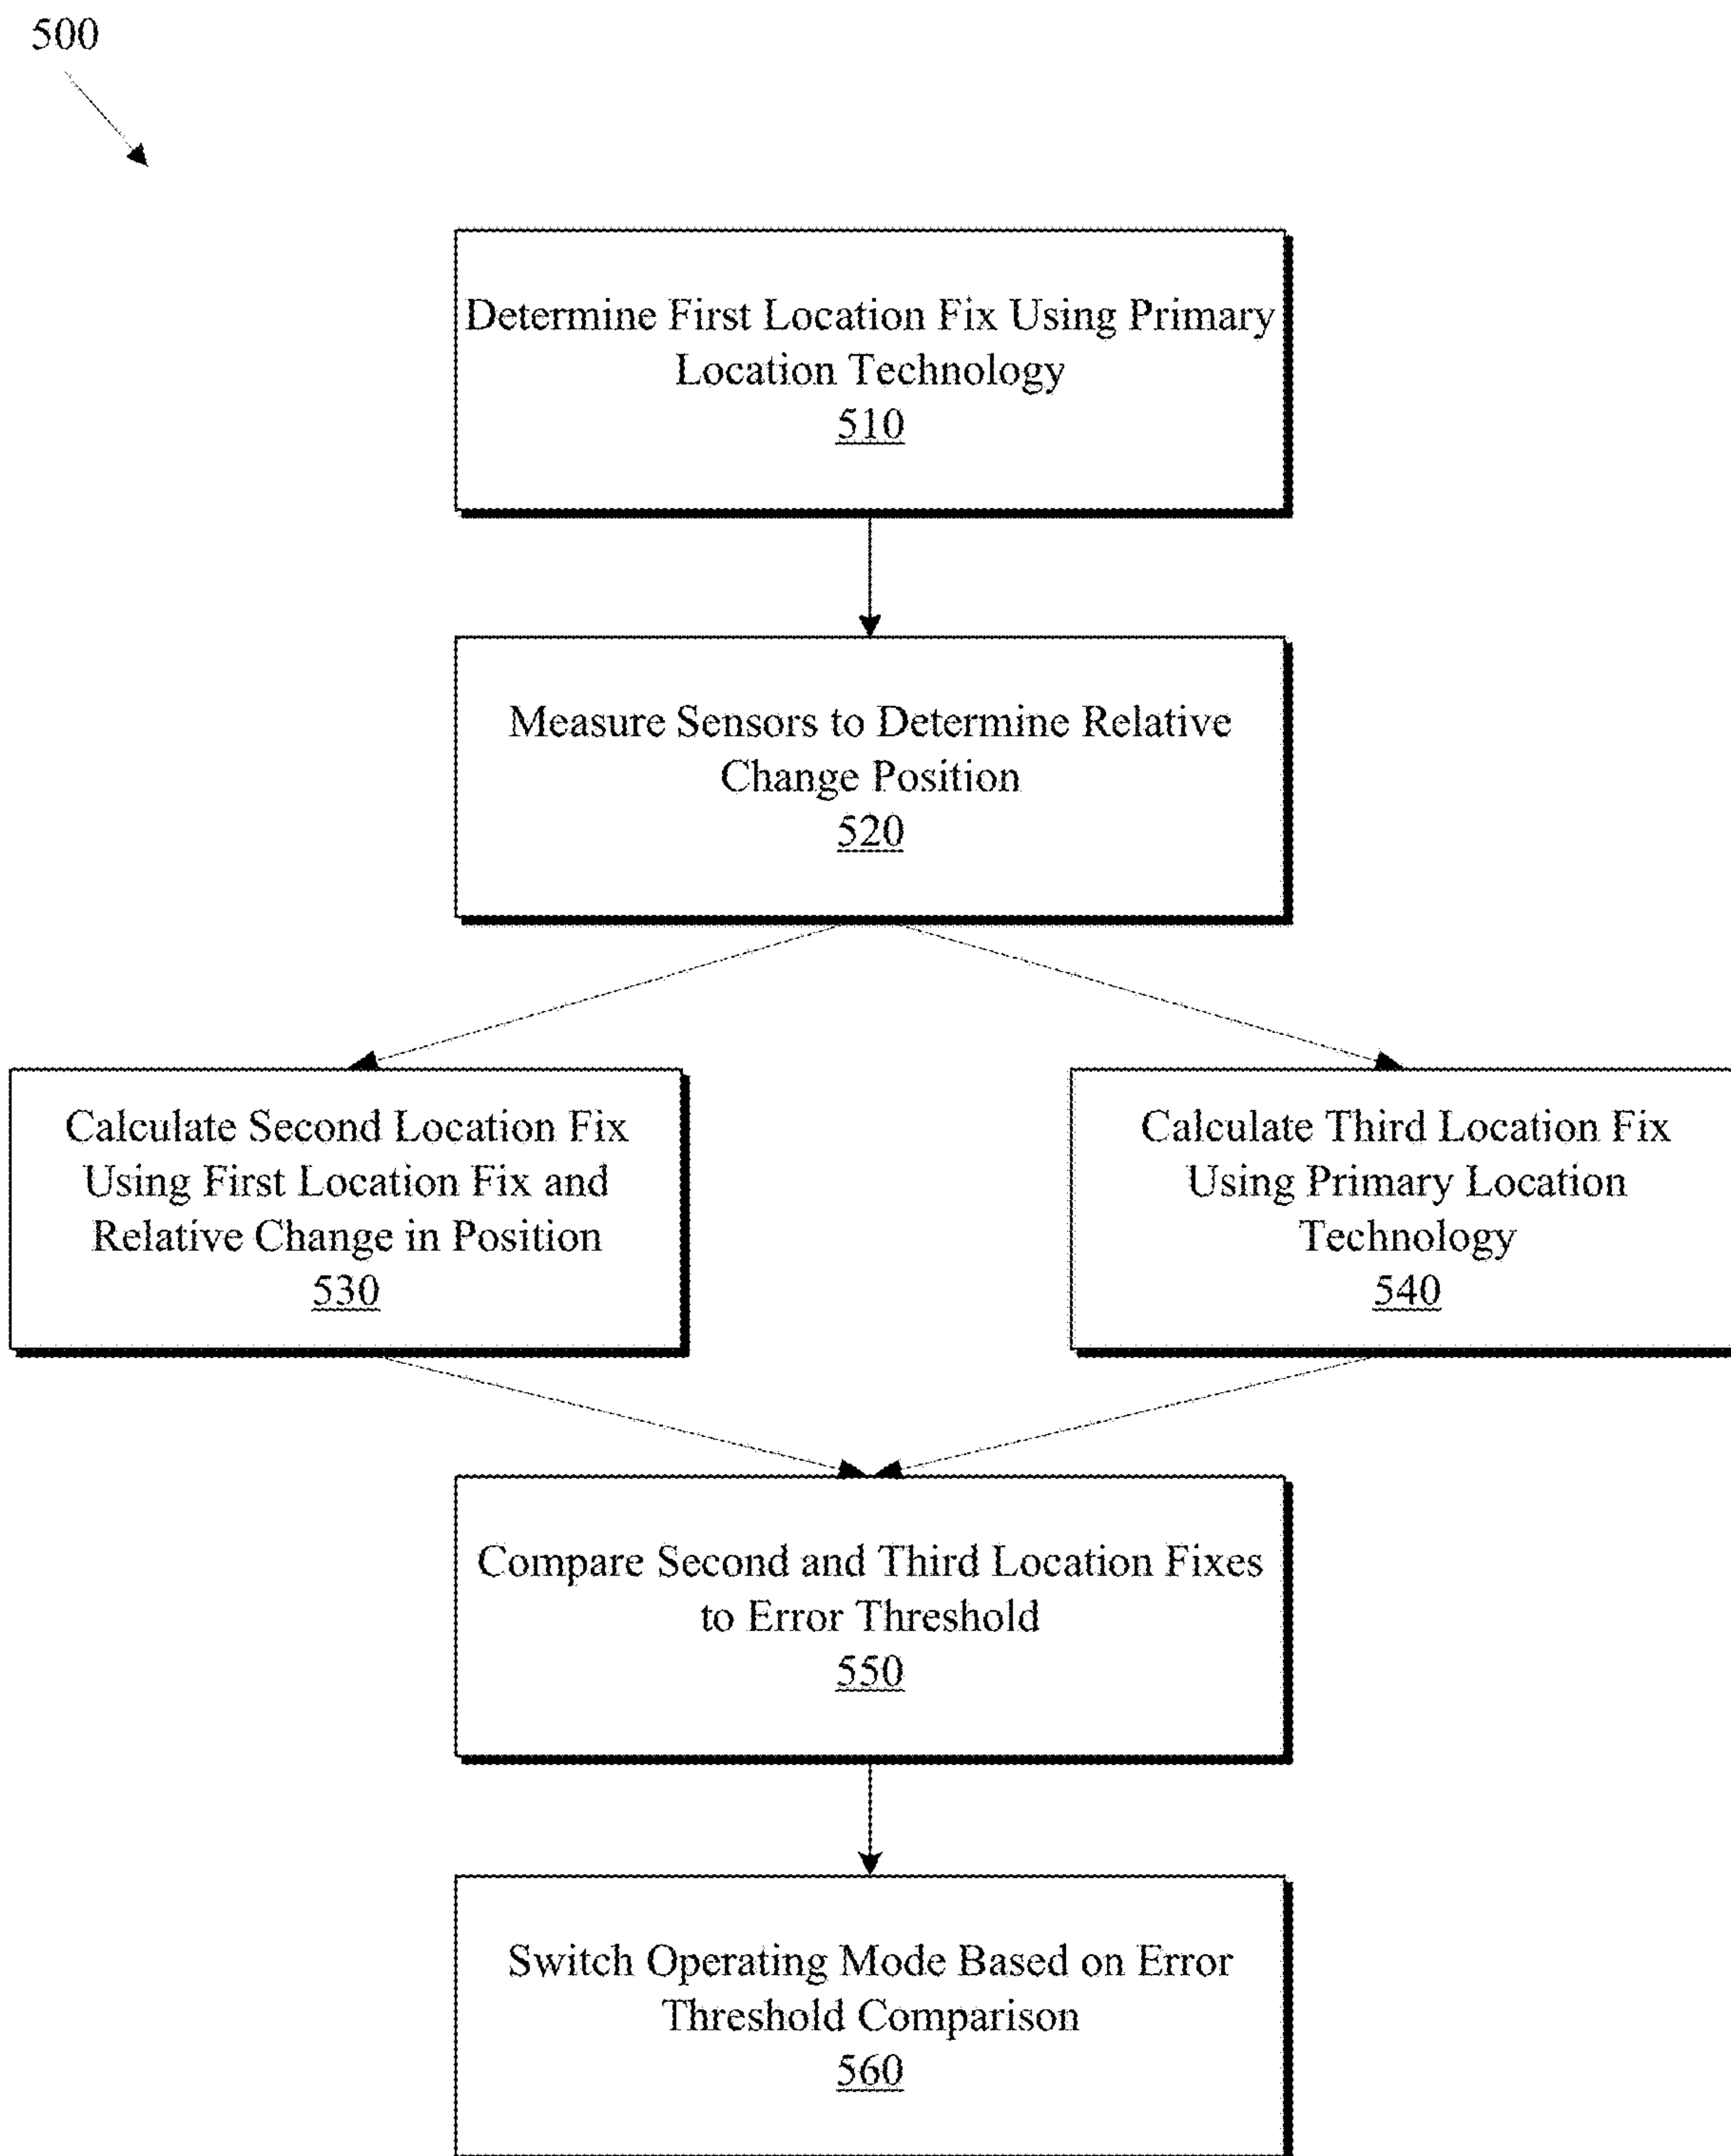 500
Determine First Location Fix Using Primary
Location Technology
510
Measure Sensors to Determine Relative
Change Position
520
Calculate Second Location Fix
Using First Location Fix and
Relative Change in Position
530
Calculate Third Location Fix
Using Primary Location
Technology
540
Compare Second and Third Location Fixes
to Error Threshold
550
Switch Operating Mode Based on Error
Threshold Comparison
560